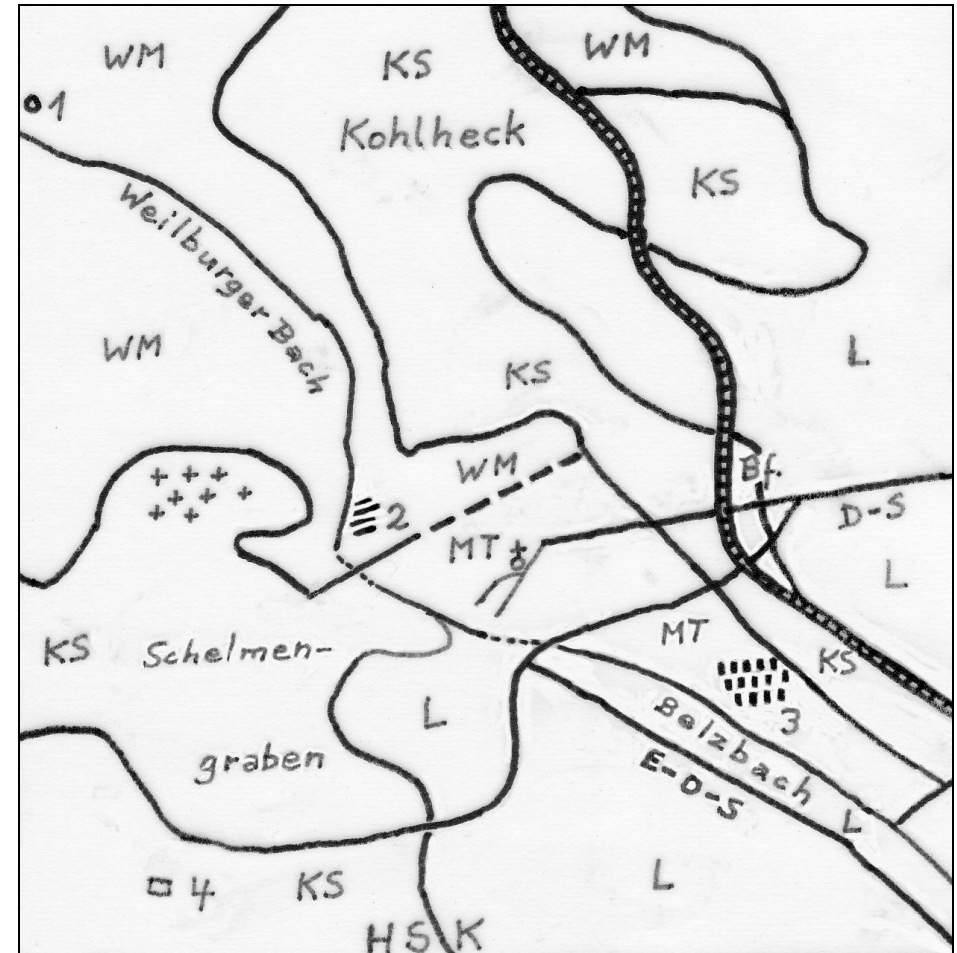 WM
KS
WM
1
Kohlheck
KS
Weilburger Bach
WM
L
KS
WM
Bf.
2
D-S
MT
L
MT
KS
Schelmen-
KS
L
3
Belzbach
graben
E-D-S
L
4
KS
L
HSK